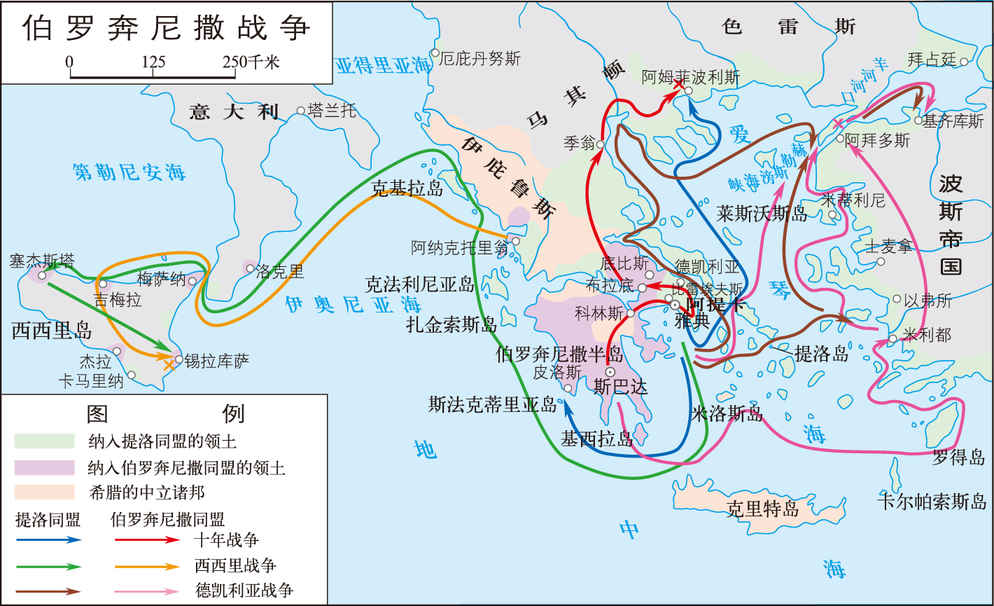 伯罗奔尼撒战争
0 125 250千米
色雷斯
亚得里亚海
厄庇丹努斯
拜占廷
马其顿
阿姆菲波利斯
意大利
塔兰托
基齐库斯
阿拜多斯
季翁
爱
琴
海
赫勒斯滂海峡
第勒尼安海
伊庇鲁斯
克基拉岛
波斯帝国
米蒂利尼
莱斯沃斯岛
阿纳克托里翁
士麦拿
塞杰斯塔
梅萨纳
洛克里
底比斯
德凯利亚
吉梅拉
克法利尼亚岛
布拉底
比雷埃夫斯
伊奥尼亚海
阿提卡
以弗所
西西里岛
扎金索斯岛
科林斯
雅典
米利都
杰拉
锡拉库萨
伯罗奔尼撒半岛
提洛岛
卡马里纳
皮洛斯
斯巴达
斯法克蒂里亚岛
米洛斯岛
基西拉岛
罗得岛
卡尔帕索斯岛
克里特岛
地
中
海
图例
纳入提洛同盟的领土
纳入伯罗奔尼撒同盟的领土
希腊的中立诸邦
提洛同盟 伯罗奔尼撒同盟
十年战争
西西里战争
德凯利亚战争